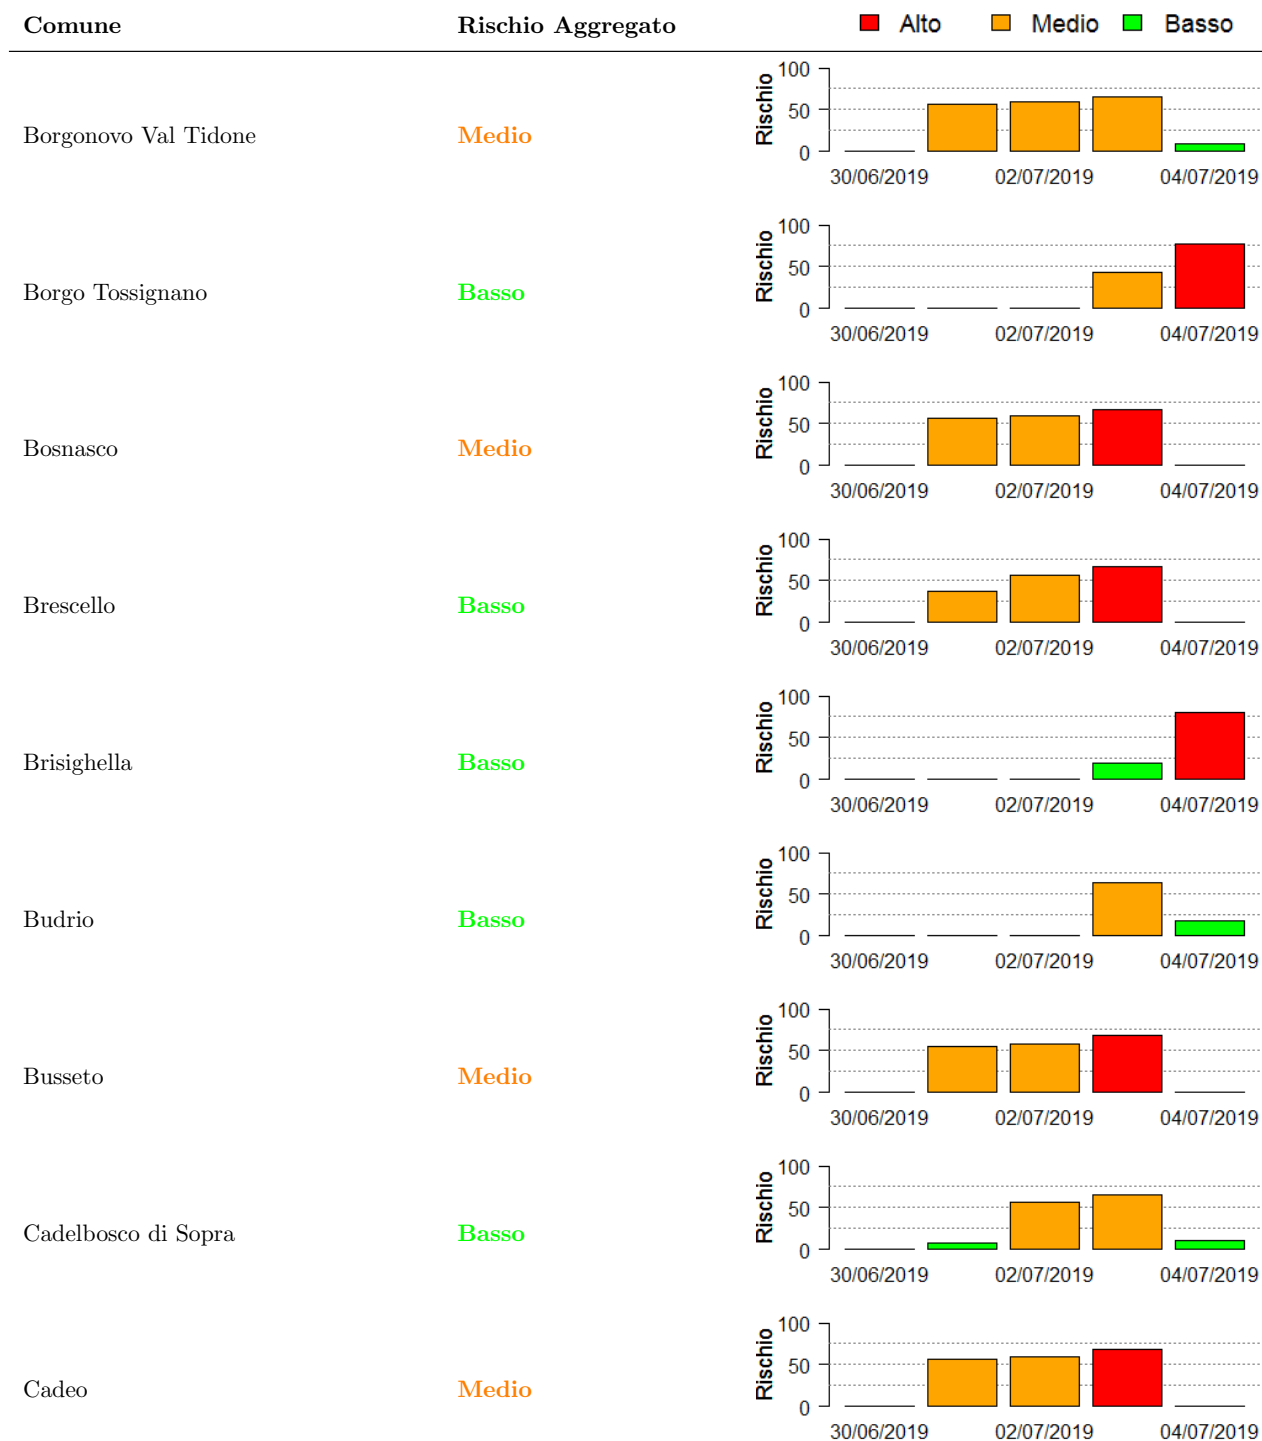 Comune Rischio Aggregato Alto Medio Basso
Borgonovo Val Tidone Medio Rischio 100 50 0
30/06/2019 02/07/2019 04/07/2019
Borgo Tossignano Basso Rischio 100 50 0
30/06/2019 02/07/2019 04/07/2019
Bosnasco Medio Rischio 100 50 0
30/06/2019 02/07/2019 04/07/2019
Brescello Basso Rischio 100 50 0
30/06/2019 02/07/2019 04/07/2019
Brisighella Basso Rischio 100 50 0
30/06/2019 02/07/2019 04/07/2019
Budrio Basso Rischio 100 50 0
30/06/2019 02/07/2019 04/07/2019
Busseto Medio Rischio 100 50 0
30/06/2019 02/07/2019 04/07/2019
Cadelbosco di Sopra Basso Rischio 100 50 0
30/06/2019 02/07/2019 04/07/2019
Cadeo Medio Rischio 100 50 0
30/06/2019 02/07/2019 04/07/2019